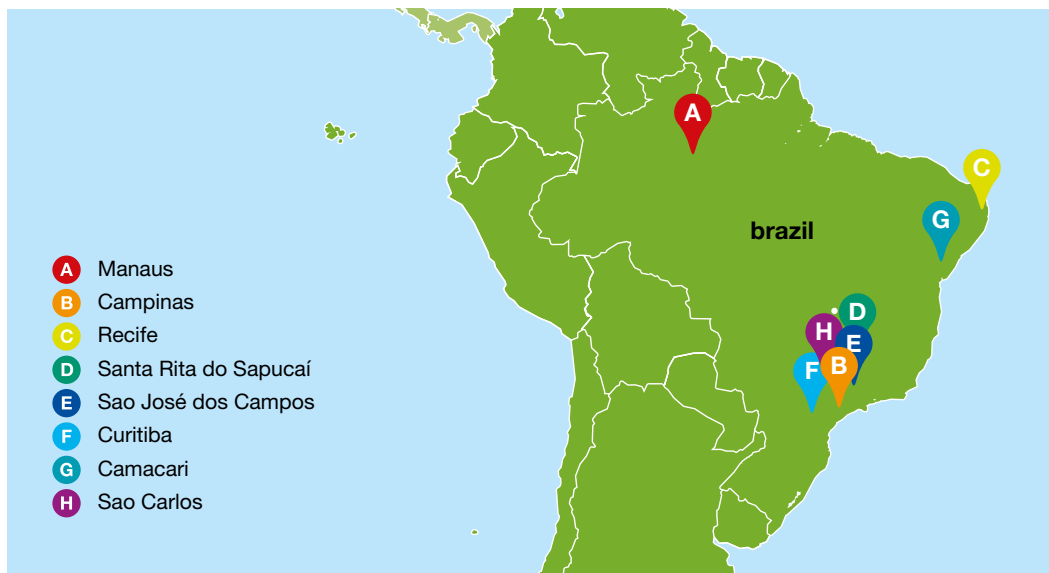 A
C
G
brazil
D
H
E
B
F
A Manaus
B Campinas
C Recife
D Santa Rita do Sapucaí
E Sao José dos Campos
F Curitiba
G Camacari
H Sao Carlos